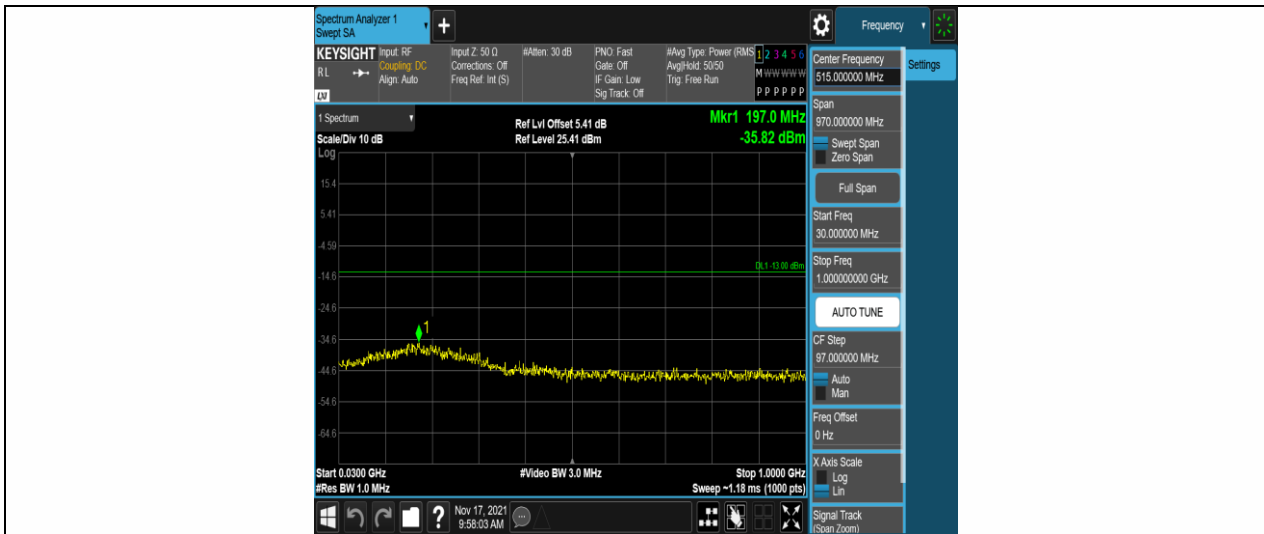 Spectrum Analyzer 1
Swept SA
Frequency
KEYSIGHT
RL
LXI
Input: RF
Coupling: DC
Align: Auto
Input Z: 50 Ω
Corrections: Off
Freq Ref: Int (S)
#Atten: 30 dB
PNO: Fast
Gate: Off
IF Gain: Low
Sig Track: Off
#Avg Type: Power (RMS
Avg|Hold: 50/50
Trig: Free Run
1 2 3 4 5 6
M W W W W W
P P P P P P
1 Spectrum
Scale/Div 10 dB
Log
Ref Lvl Offset 5.41 dB
Ref Level 25.41 dBm
Mkr1 197.0 MHz
-35.82 dBm
15.4
5.41
-4.59
-14.6
-24.6
-34.6
-44.6
-54.6
-64.6
DL1 -13.00 dBm
1
Start 0.0300 GHz
#Res BW 1.0 MHz
#Video BW 3.0 MHz
Stop 1.0000 GHz
Sweep ~1.18 ms (1000 pts)
?
Nov 17, 2021
9:58:03 AM
Center Frequency
515.000000 MHz
Span
970.000000 MHz
Swept Span
Zero Span
Full Span
Start Freq
30.000000 MHz
Stop Freq
1.000000000 GHz
AUTO TUNE
CF Step
97.000000 MHz
Auto
Man
Freq Offset
0 Hz
X Axis Scale
Log
Lin
Signal Track
(Span Zoom)
Settings